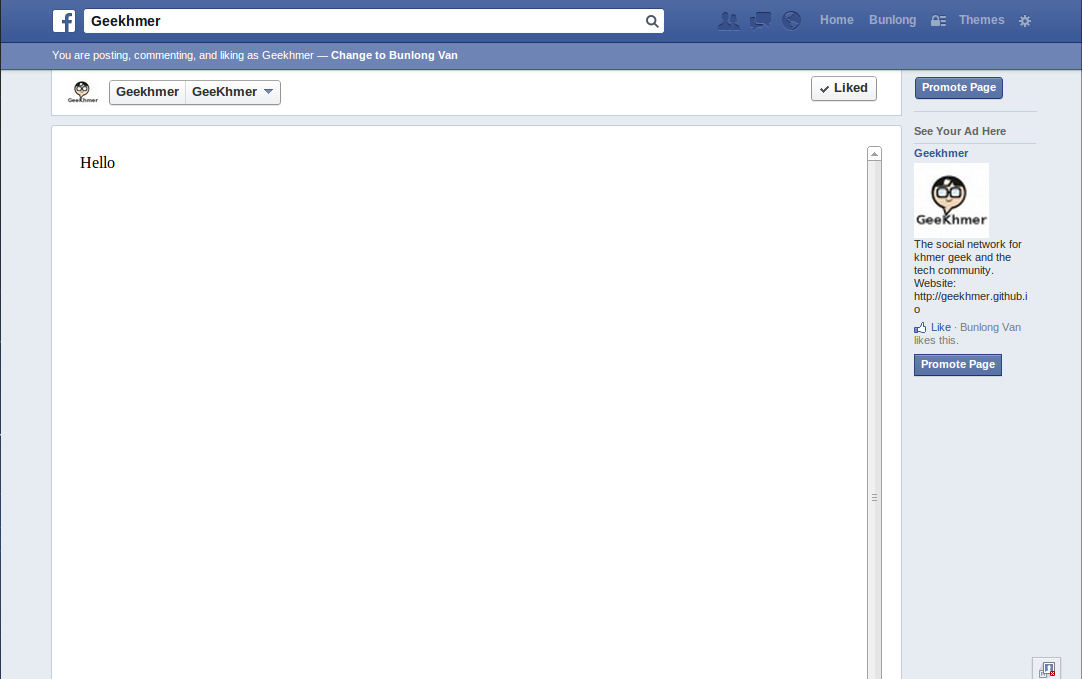 Geekhmer
Home Bunlong Themes
You are posting, commenting, and liking as Geekhmer — Change to Bunlong Van
GeeKhmer
Geekhmer GeeKhmer
Liked
Promote Page
See Your Ad Here
Geekhmer
GeeKhmer
The social network for
khmer geek and the
tech community.
Website:
http://geekhmer.github.i
o
Like · Bunlong Van
likes this.
Promote Page
Hello